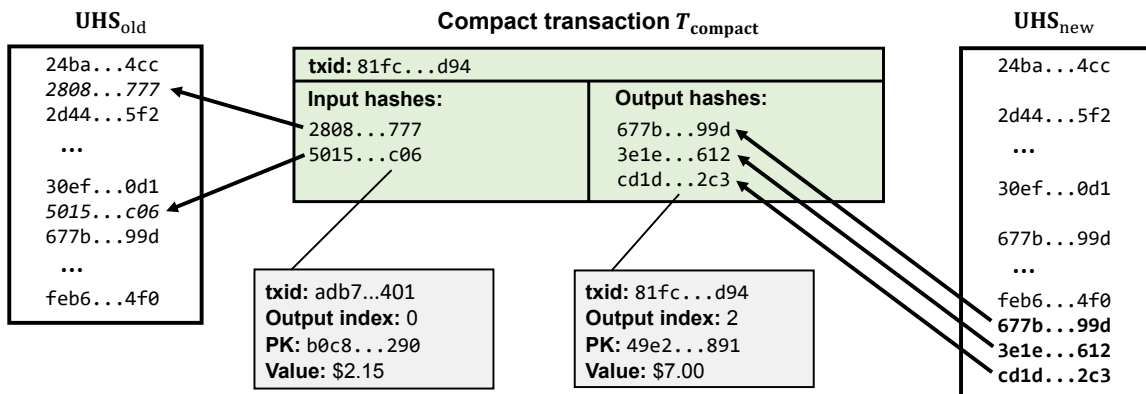 UHSold
24ba...4cc
2808...777
2d44...5f2
...
30ef...0d1
5015...c06
677b...99d
...
feb6...4f0
Compact transaction Tcompact
txid: 81fc...d94
Input hashes:
2808...777
5015...c06
Output hashes:
677b...99d
3e1e...612
cd1d...2c3
txid: adb7...401
Output index: 0
PK: b0c8...290
Value: $2.15
txid: 81fc...d94
Output index: 2
PK: 49e2...891
Value: $7.00
UHSnew
24ba...4cc
2d44...5f2
...
30ef...0d1
677b...99d
...
feb6...4f0
677b...99d
3e1e...612
cd1d...2c3